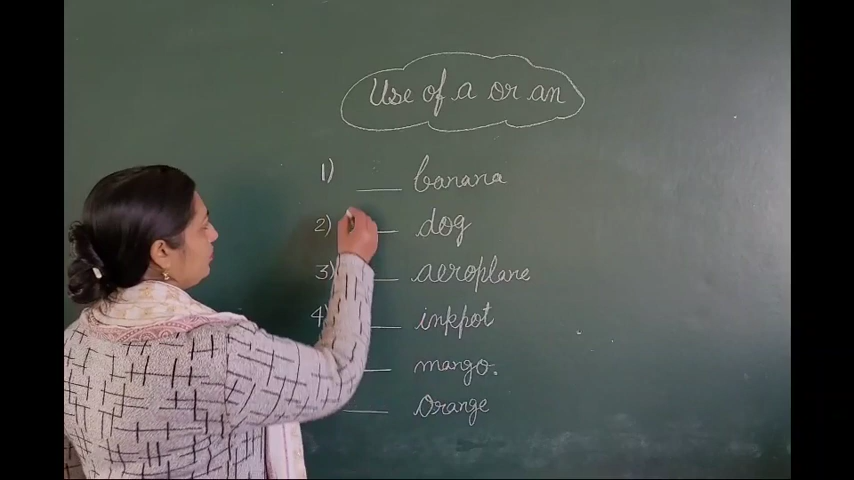 Use of a or an
1) ___ banana
2) ___ dog
3) ___ aeroplane
4) ___ inkpot
___ mango.
___ Orange